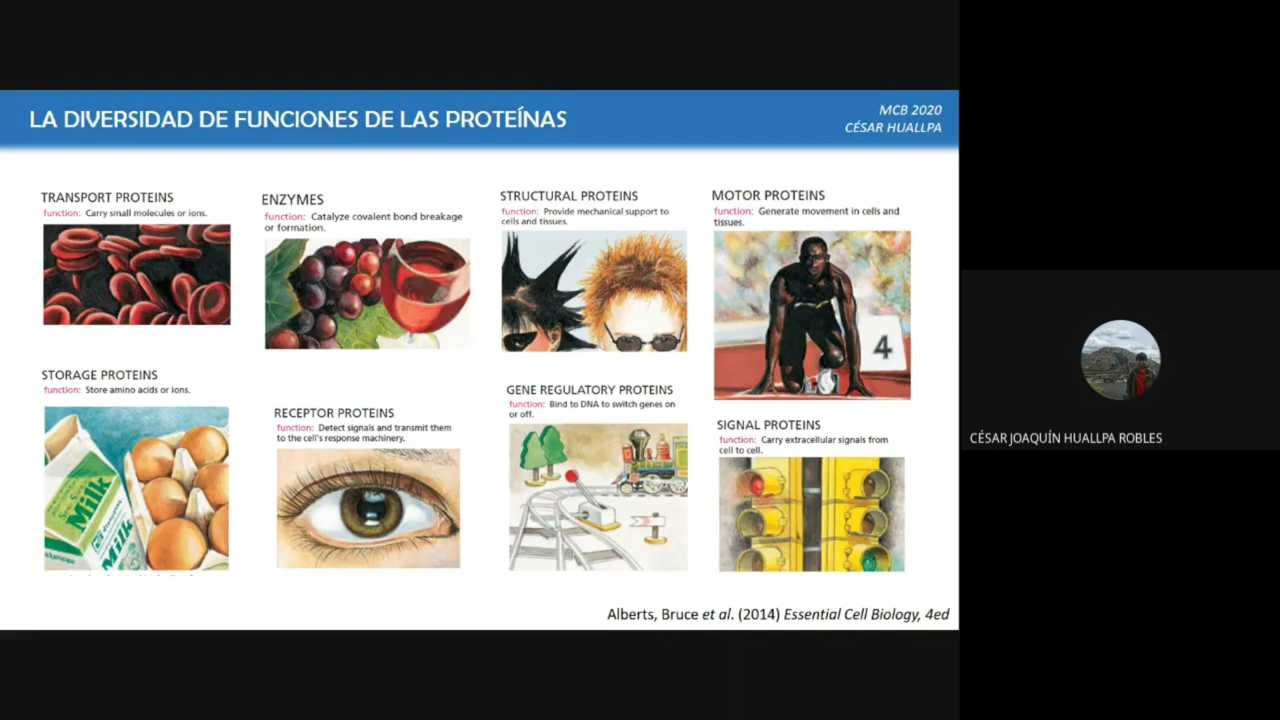 LA DIVERSIDAD DE FUNCIONES DE LAS PROTEÍNAS
MCB 2020
CÉSAR HUALLPA
TRANSPORT PROTEINS
function: Carry small molecules or ions.
ENZYMES
function: Catalyze covalent bond breakage
or formation.
STRUCTURAL PROTEINS
function: Provide mechanical support to
cells and tissues.
MOTOR PROTEINS
function: Generate movement in cells and
tissues.
4
STORAGE PROTEINS
function: Store amino acids or ions.
Milk
Milk
RECEPTOR PROTEINS
function: Detect signals and transmit them
to the cell's response machinery.
GENE REGULATORY PROTEINS
function: Bind to DNA to switch genes on
or off.
SIGNAL PROTEINS
function: Carry extracellular signals from
cell to cell.
Alberts, Bruce et al. (2014) Essential Cell Biology, 4ed
CÉSAR JOAQUÍN HUALLPA ROBLES